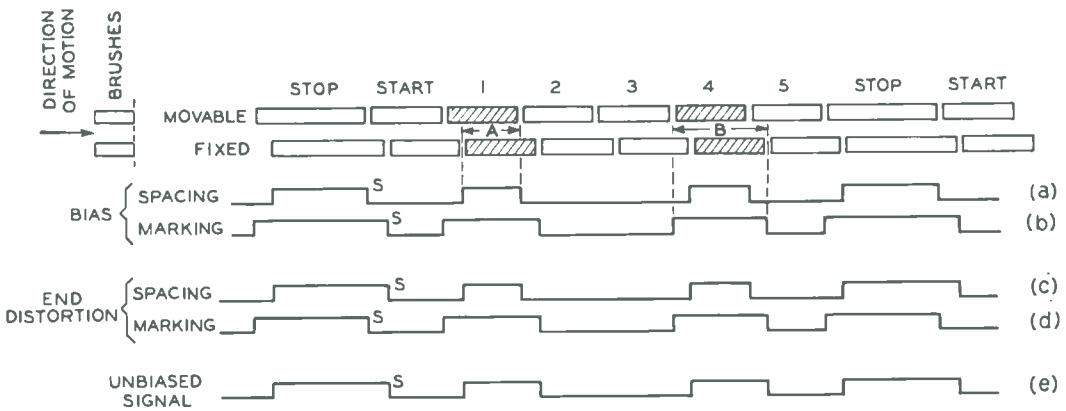 DIRECTION
OF MOTION
BRUSHES
STOP START 1 2 3 4 5 STOP START
MOVABLE
A B
FIXED
BIAS
SPACING S (a)
MARKING S (b)
END
DISTORTION
SPACING S (c)
MARKING S (d)
UNBIASED
SIGNAL
S (e)